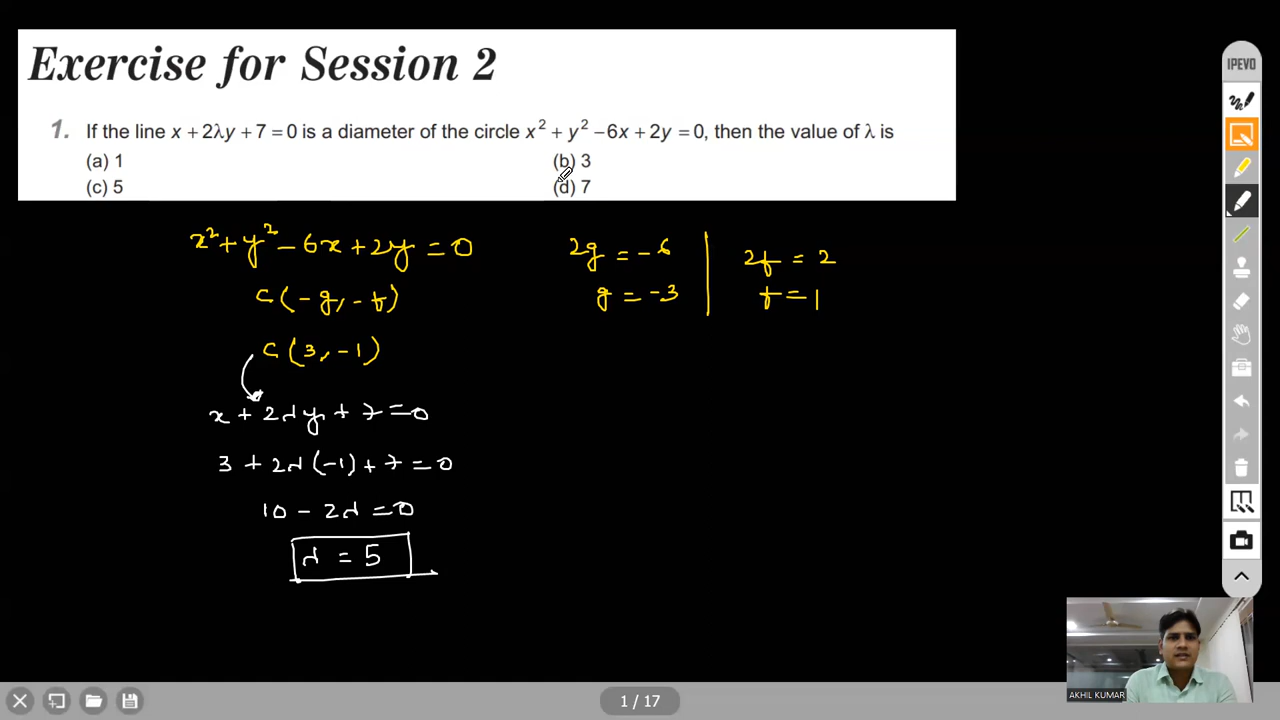 Exercise for Session 2
1. If the line x + 2λy + 7 = 0 is a diameter of the circle x² + y² − 6x + 2y = 0, then the value of λ is
(a) 1 (b) 3
(c) 5 (d) 7
x² + y² − 6x + 2y = 0
C(−g, −f)
C(3, −1)
x + 2λy + 7 = 0
3 + 2λ(−1) + 7 = 0
10 − 2λ = 0
λ = 5
2g = −6
g = −3
2f = 2
f = 1
IPEVO
AKHIL KUMAR
1 / 17